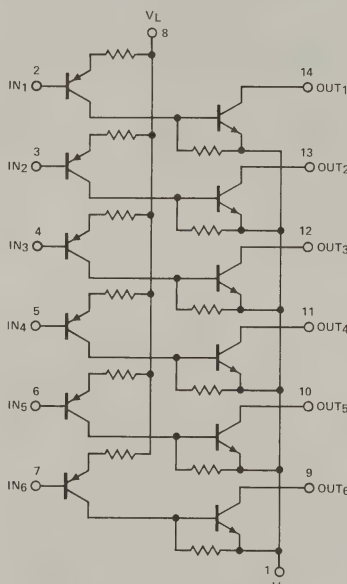 V_L
8
2
IN₁
14
OUT₁
3
IN₂
13
OUT₂
4
IN₃
12
OUT₃
5
IN₄
11
OUT₄
6
IN₅
10
OUT₅
7
IN₆
9
OUT₆
1